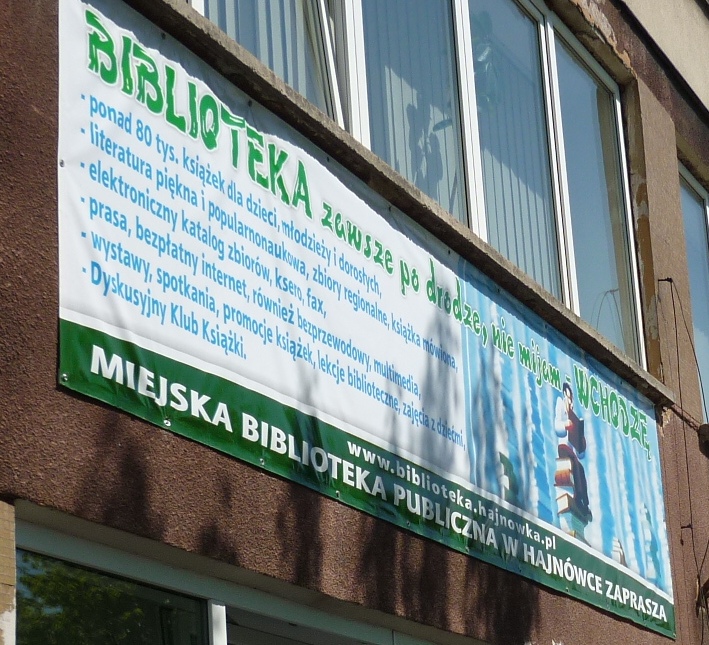 BIBLIOTEKA zawsze po drodze, nie mijam - WCHODZĘ
- ponad 80 tys. książek dla dzieci, młodzieży i dorosłych,
- literatura piękna i popularnonaukowa, zbiory regionalne, książka mówiona,
- elektroniczny katalog zbiorów, ksero, fax,
- prasa, bezpłatny internet, również bezprzewodowy, multimedia,
- wystawy, spotkania, promocje książek, lekcje biblioteczne, zajęcia z dziećmi,
- Dyskusyjny Klub Książki.
www.biblioteka.hajnowka.pl
MIEJSKA BIBLIOTEKA PUBLICZNA W HAJNÓWCE ZAPRASZA